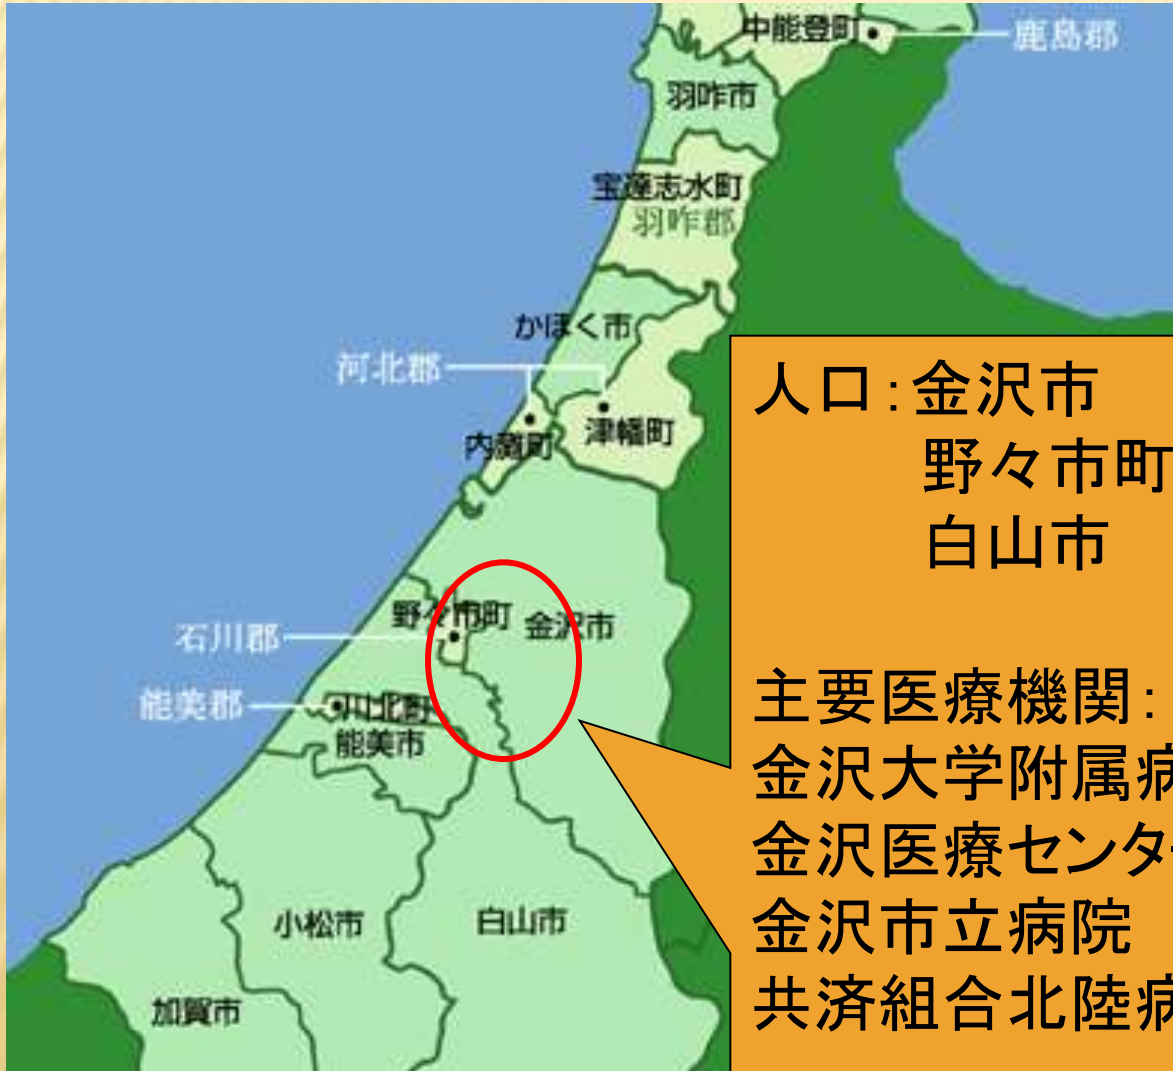 中能登町
鹿島郡
羽咋市
宝達志水町
羽咋郡
かほく市
河北郡
内灘町
津幡町
野々市町
金沢市
石川郡
能美郡
川北町
能美市
小松市
白山市
加賀市
人口：金沢市
野々市町
白山市
主要医療機関：
金沢大学附属病
金沢医療センター
金沢市立病院
共済組合北陸病